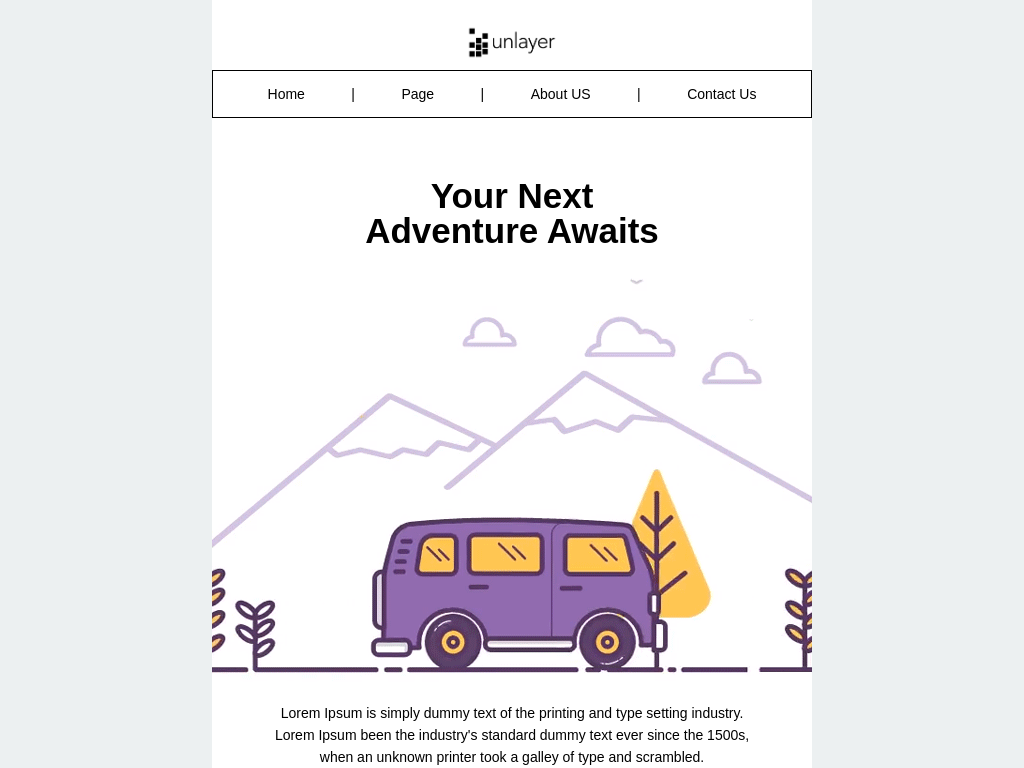 unlayer
Home | Page | About US | Contact Us
Your Next
Adventure Awaits
Lorem Ipsum is simply dummy text of the printing and type setting industry.
Lorem Ipsum been the industry's standard dummy text ever since the 1500s,
when an unknown printer took a galley of type and scrambled.